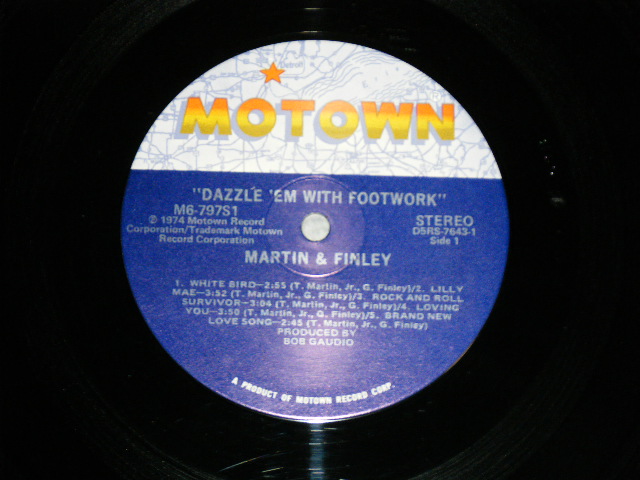 MOTOWN
"DAZZLE 'EM WITH FOOTWORK"
M6-797S1
℗ 1974 Motown Record
Corporation/Trademark Motown
Record Corporation
STEREO
D5RS-7643-1
Side 1
MARTIN & FINLEY
1. WHITE BIRD—2:55 (T. Martin, Jr., G. Finley)/2. LILLY
MAE—3:52 (T. Martin, Jr., G. Finley)/3. ROCK AND ROLL
SURVIVOR—3:04 (T. Martin, Jr., G. Finley)/4. LOVING
YOU—3:50 (T. Martin, Jr., G. Finley)/5. BRAND NEW
LOVE SONG—2:45 (T. Martin, Jr., G. Finley)
PRODUCED BY
BOB GAUDIO
A PRODUCT OF MOTOWN RECORD CORP.